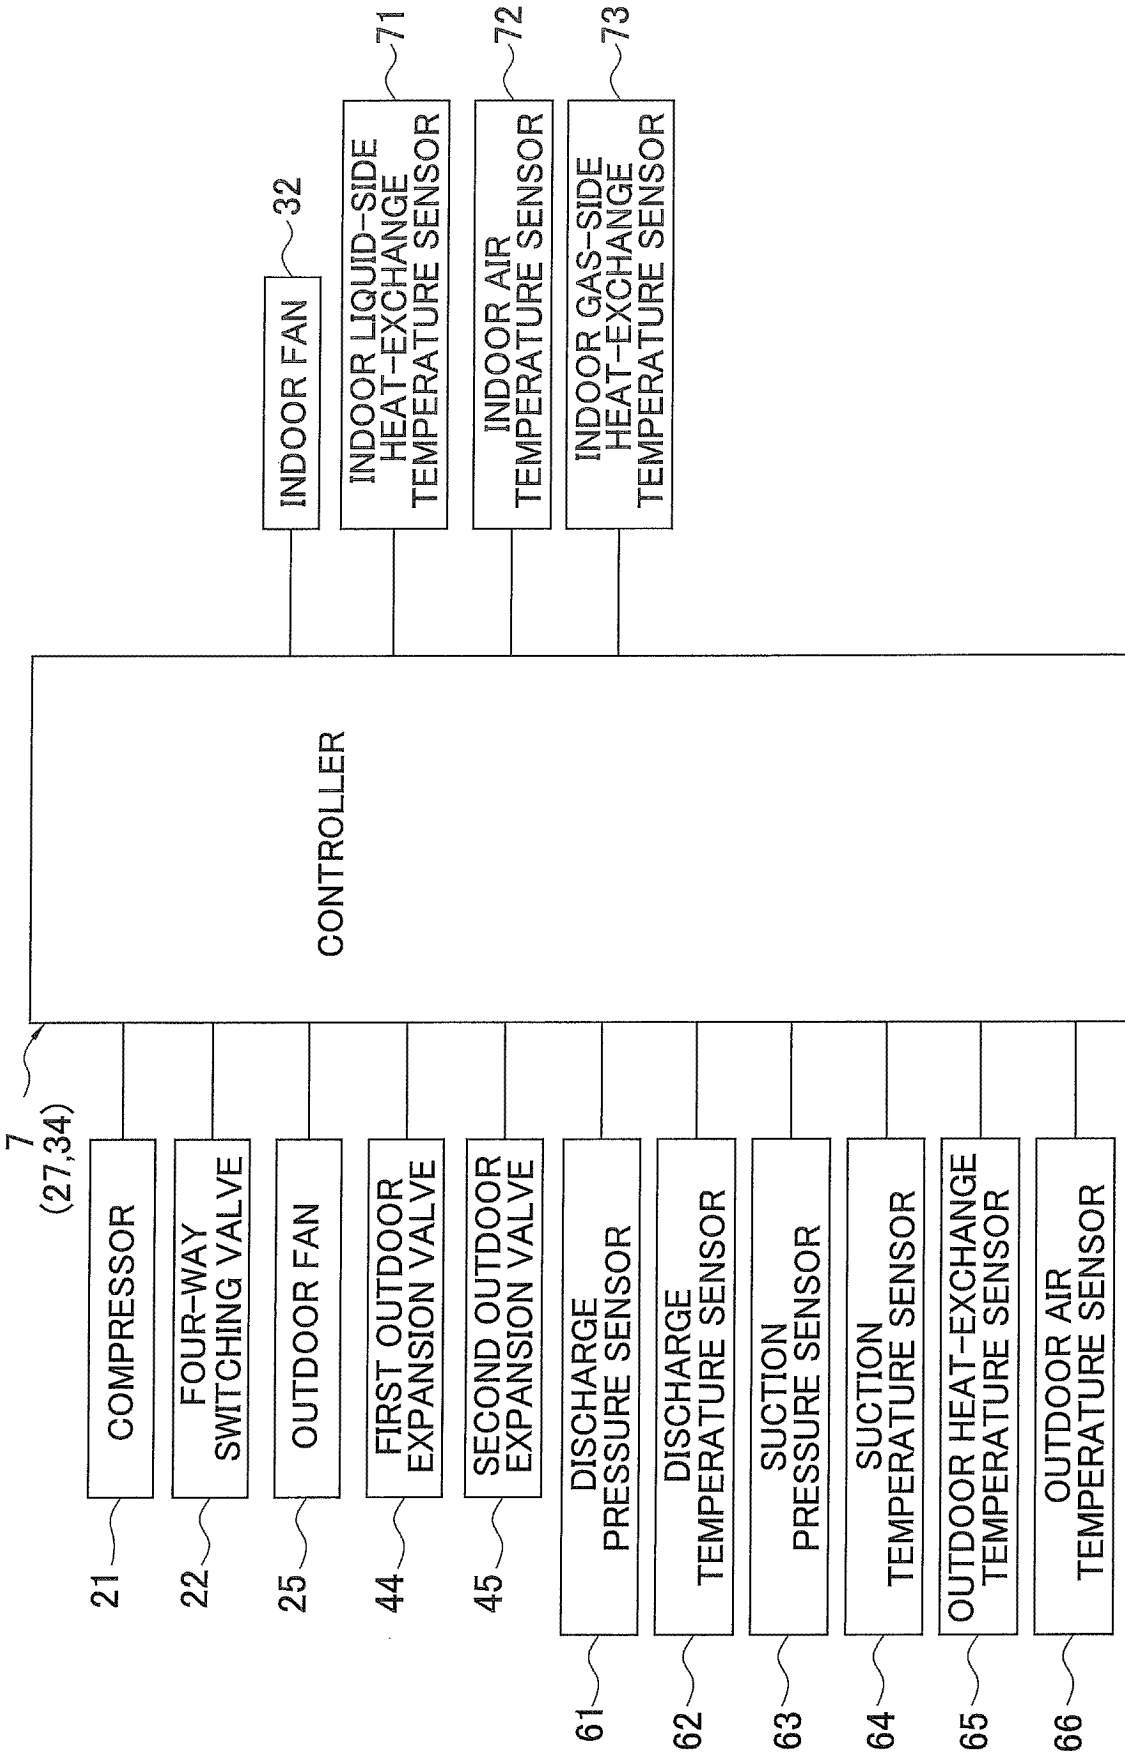 7
(27,34)
CONTROLLER
21
COMPRESSOR
22
FOUR-WAY
SWITCHING VALVE
25
OUTDOOR FAN
44
FIRST OUTDOOR
EXPANSION VALVE
45
SECOND OUTDOOR
EXPANSION VALVE
61
DISCHARGE
PRESSURE SENSOR
62
DISCHARGE
TEMPERATURE SENSOR
63
SUCTION
PRESSURE SENSOR
64
SUCTION
TEMPERATURE SENSOR
65
OUTDOOR HEAT-EXCHANGE
TEMPERATURE SENSOR
66
OUTDOOR AIR
TEMPERATURE SENSOR
INDOOR FAN
32
INDOOR LIQUID-SIDE
HEAT-EXCHANGE
TEMPERATURE SENSOR
71
INDOOR AIR
TEMPERATURE SENSOR
72
INDOOR GAS-SIDE
HEAT-EXCHANGE
TEMPERATURE SENSOR
73